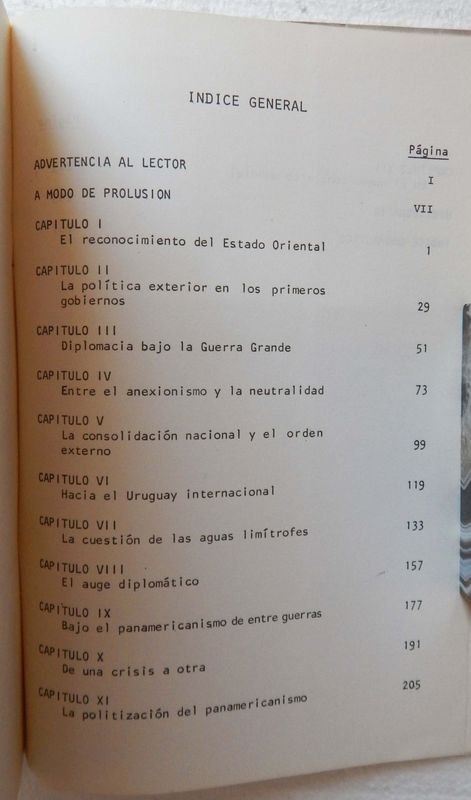 INDICE GENERAL
Página
ADVERTENCIA AL LECTOR I
A MODO DE PROLUSION VII
CAPITULO I
El reconocimiento del Estado Oriental 1
CAPITULO II
La política exterior en los primeros
gobiernos 29
CAPITULO III
Diplomacia bajo la Guerra Grande 51
CAPITULO IV
Entre el anexionismo y la neutralidad 73
CAPITULO V
La consolidación nacional y el orden
externo 99
CAPITULO VI
Hacia el Uruguay internacional 119
CAPITULO VII
La cuestión de las aguas limítrofes 133
CAPITULO VIII
El auge diplomático 157
CAPITULO IX
Bajo el panamericanismo de entre guerras 177
CAPITULO X
De una crisis a otra 191
CAPITULO XI
La politización del panamericanismo 205